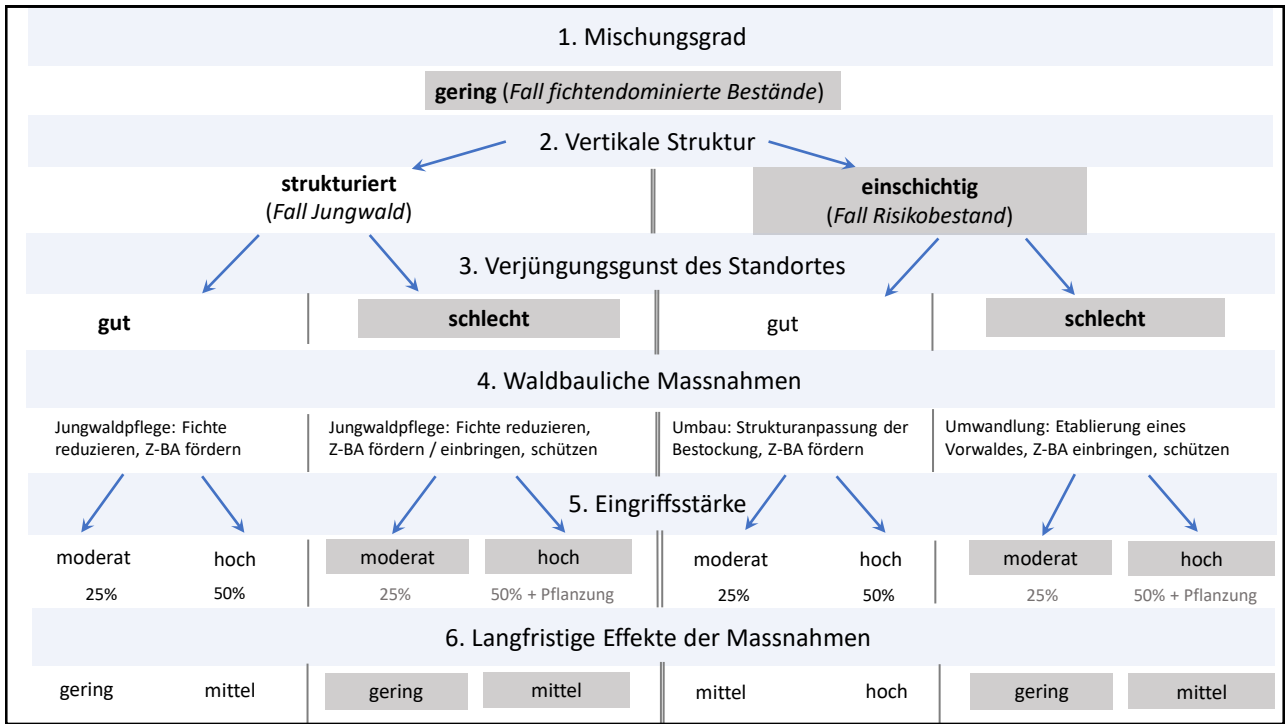 1. Mischungsgrad
gering (Fall fichtendominierte Bestände)
2. Vertikale Struktur
strukturiert
(Fall Jungwald)
einschichtig
(Fall Risikobestand)
3. Verjüngungsgunst des Standortes
gut
schlecht
gut
schlecht
4. Waldbauliche Massnahmen
Jungwaldpflege: Fichte
reduzieren, Z-BA fördern
Jungwaldpflege: Fichte reduzieren,
Z-BA fördern / einbringen, schützen
Umbau: Strukturanpassung der
Bestockung, Z-BA fördern
Umwandlung: Etablierung eines
Vorwaldes, Z-BA einbringen, schützen
5. Eingriffsstärke
moderat
hoch
moderat
hoch
moderat
hoch
moderat
hoch
25%
50%
25%
50% + Pflanzung
25%
50%
25%
50% + Pflanzung
6. Langfristige Effekte der Massnahmen
gering
mittel
gering
mittel
mittel
hoch
gering
mittel